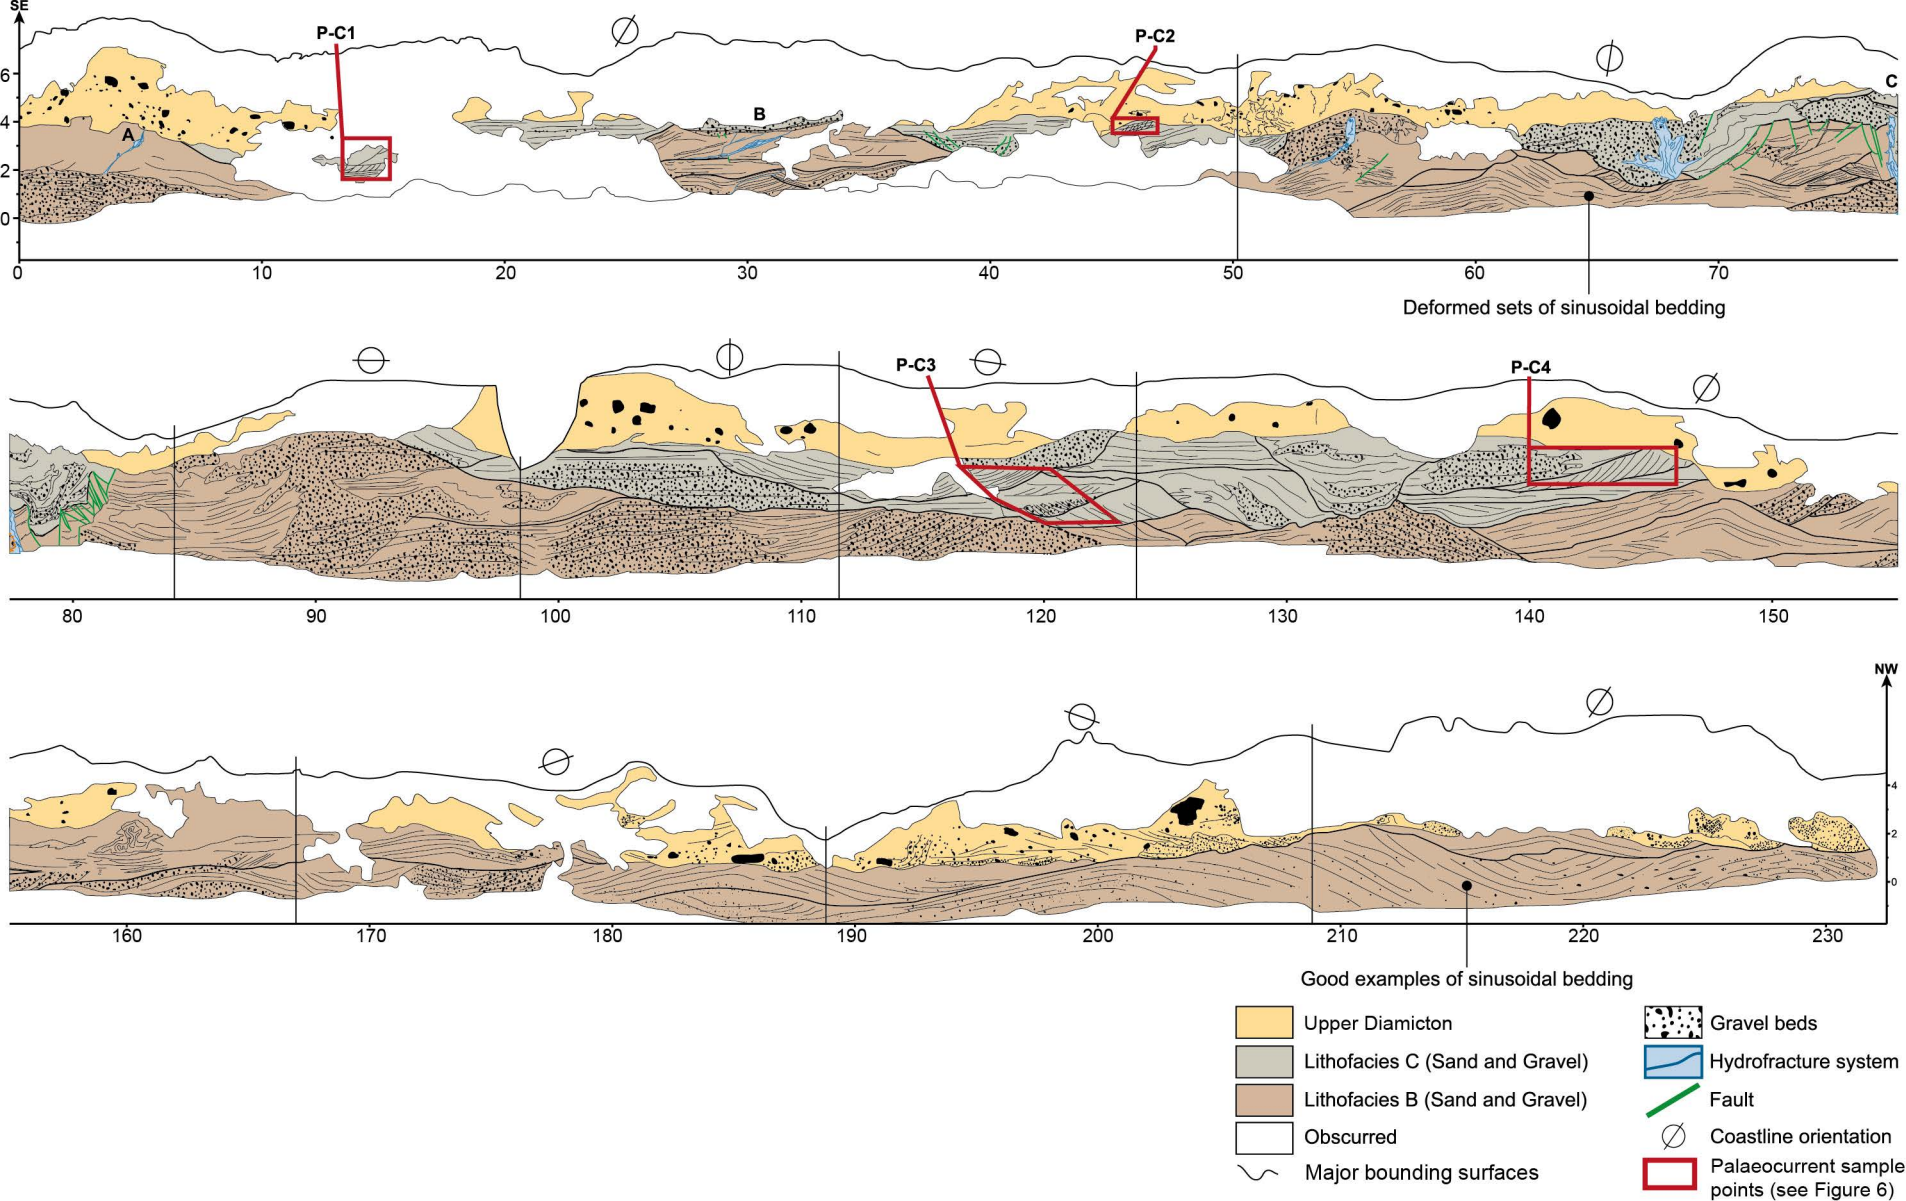 SE
P-C1
P-C2
C
6
A
B
4
2
0
0 10 20 30 40 50 60 70
Deformed sets of sinusoidal bedding
P-C3
P-C4
80 90 100 110 120 130 140 150
NW
4
2
0
160 170 180 190 200 210 220 230
Good examples of sinusoidal bedding
Upper Diamicton
Lithofacies C (Sand and Gravel)
Lithofacies B (Sand and Gravel)
Obscurred
Major bounding surfaces
Gravel beds
Hydrofracture system
Fault
Coastline orientation
Palaeocurrent sample
points (see Figure 6)